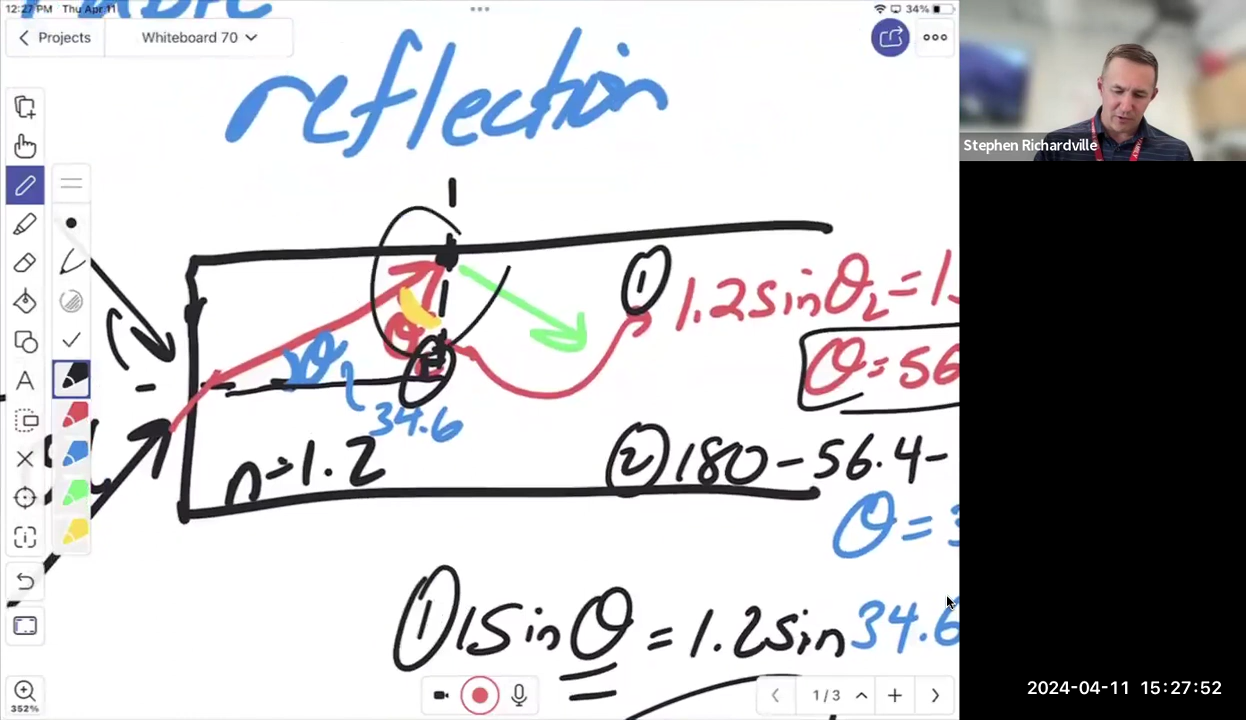 12:27 PM Thu Apr 11
34%
Projects
Whiteboard 70
reflection
Stephen Richardville
1
1.2sinθ₂=1.
θ=56
θ
θ
34.6
n=1.2
2
180-56.4-
θ=3
1
1sinθ=1.2sin34.6
352%
1/3
2024-04-11 15:27:52